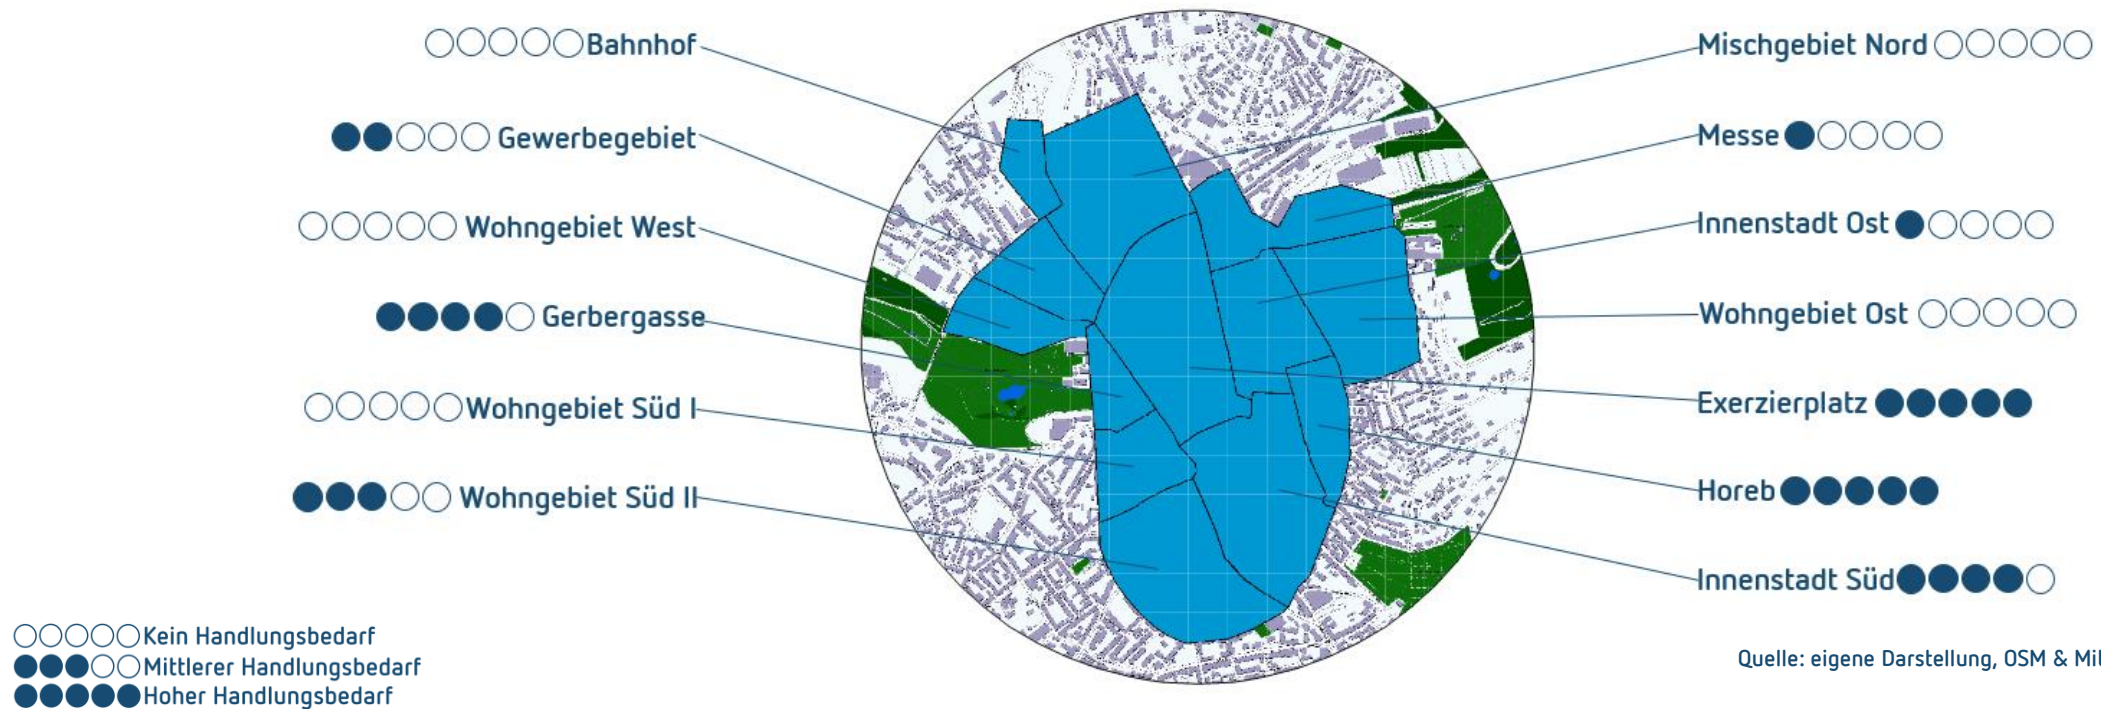 Bahnhof
Gewerbegebiet
Wohngebiet West
Gerbergasse
Wohngebiet Süd I
Wohngebiet Süd II
Mischgebiet Nord
Messe
Innenstadt Ost
Wohngebiet Ost
Exerzierplatz
Horeb
Innenstadt Süd
Kein Handlungsbedarf
Mittlerer Handlungsbedarf
Hoher Handlungsbedarf
Quelle: eigene Darstellung, OSM &